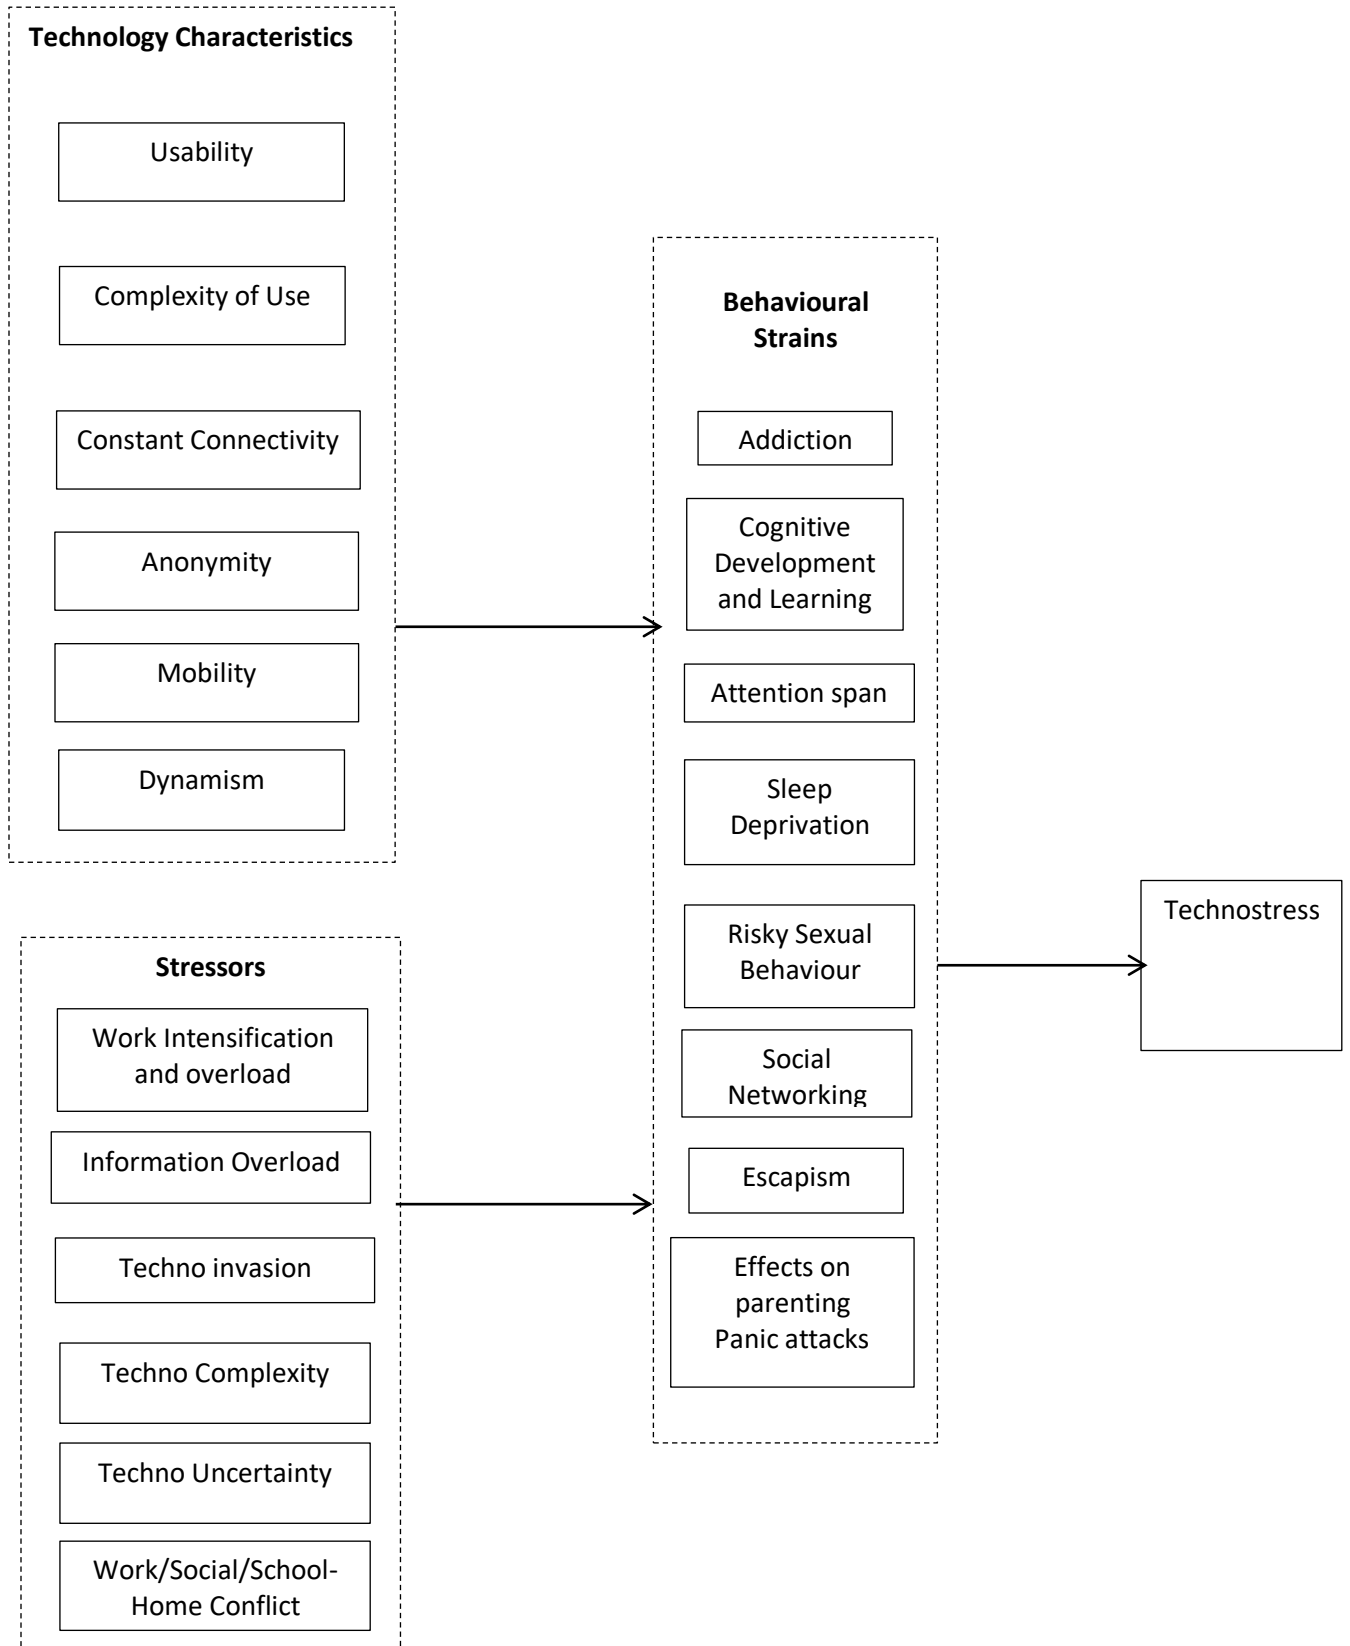 Technology Characteristics
Usability
Complexity of Use
Constant Connectivity
Anonymity
Mobility
Dynamism
Stressors
Work Intensification
and overload
Information Overload
Techno invasion
Techno Complexity
Techno Uncertainty
Work/Social/School-
Home Conflict
Behavioural
Strains
Addiction
Cognitive
Development
and Learning
Attention span
Sleep
Deprivation
Risky Sexual
Behaviour
Social
Networking
Escapism
Effects on
parenting
Panic attacks
Technostress